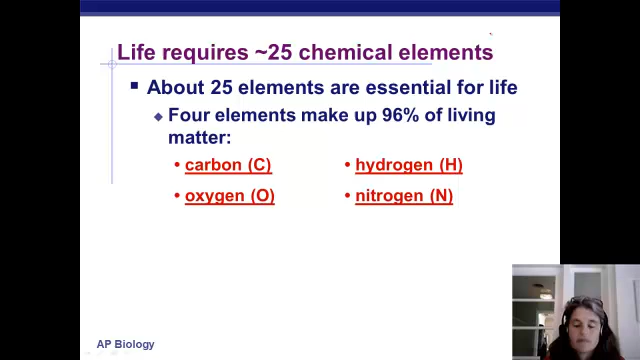 Life requires ~25 chemical elements
About 25 elements are essential for life
Four elements make up 96% of living
matter:
• carbon (C) • hydrogen (H)
• oxygen (O) • nitrogen (N)
AP Biology